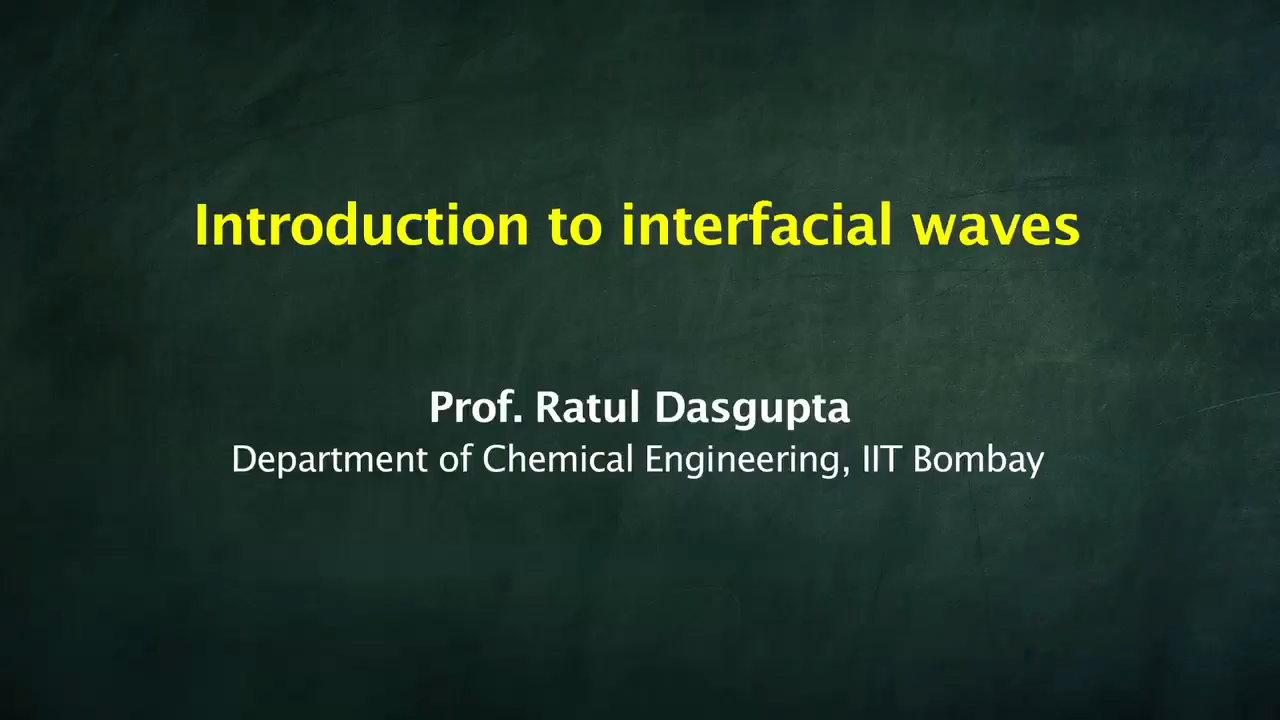 Introduction to interfacial waves
Prof. Ratul Dasgupta
Department of Chemical Engineering, IIT Bombay